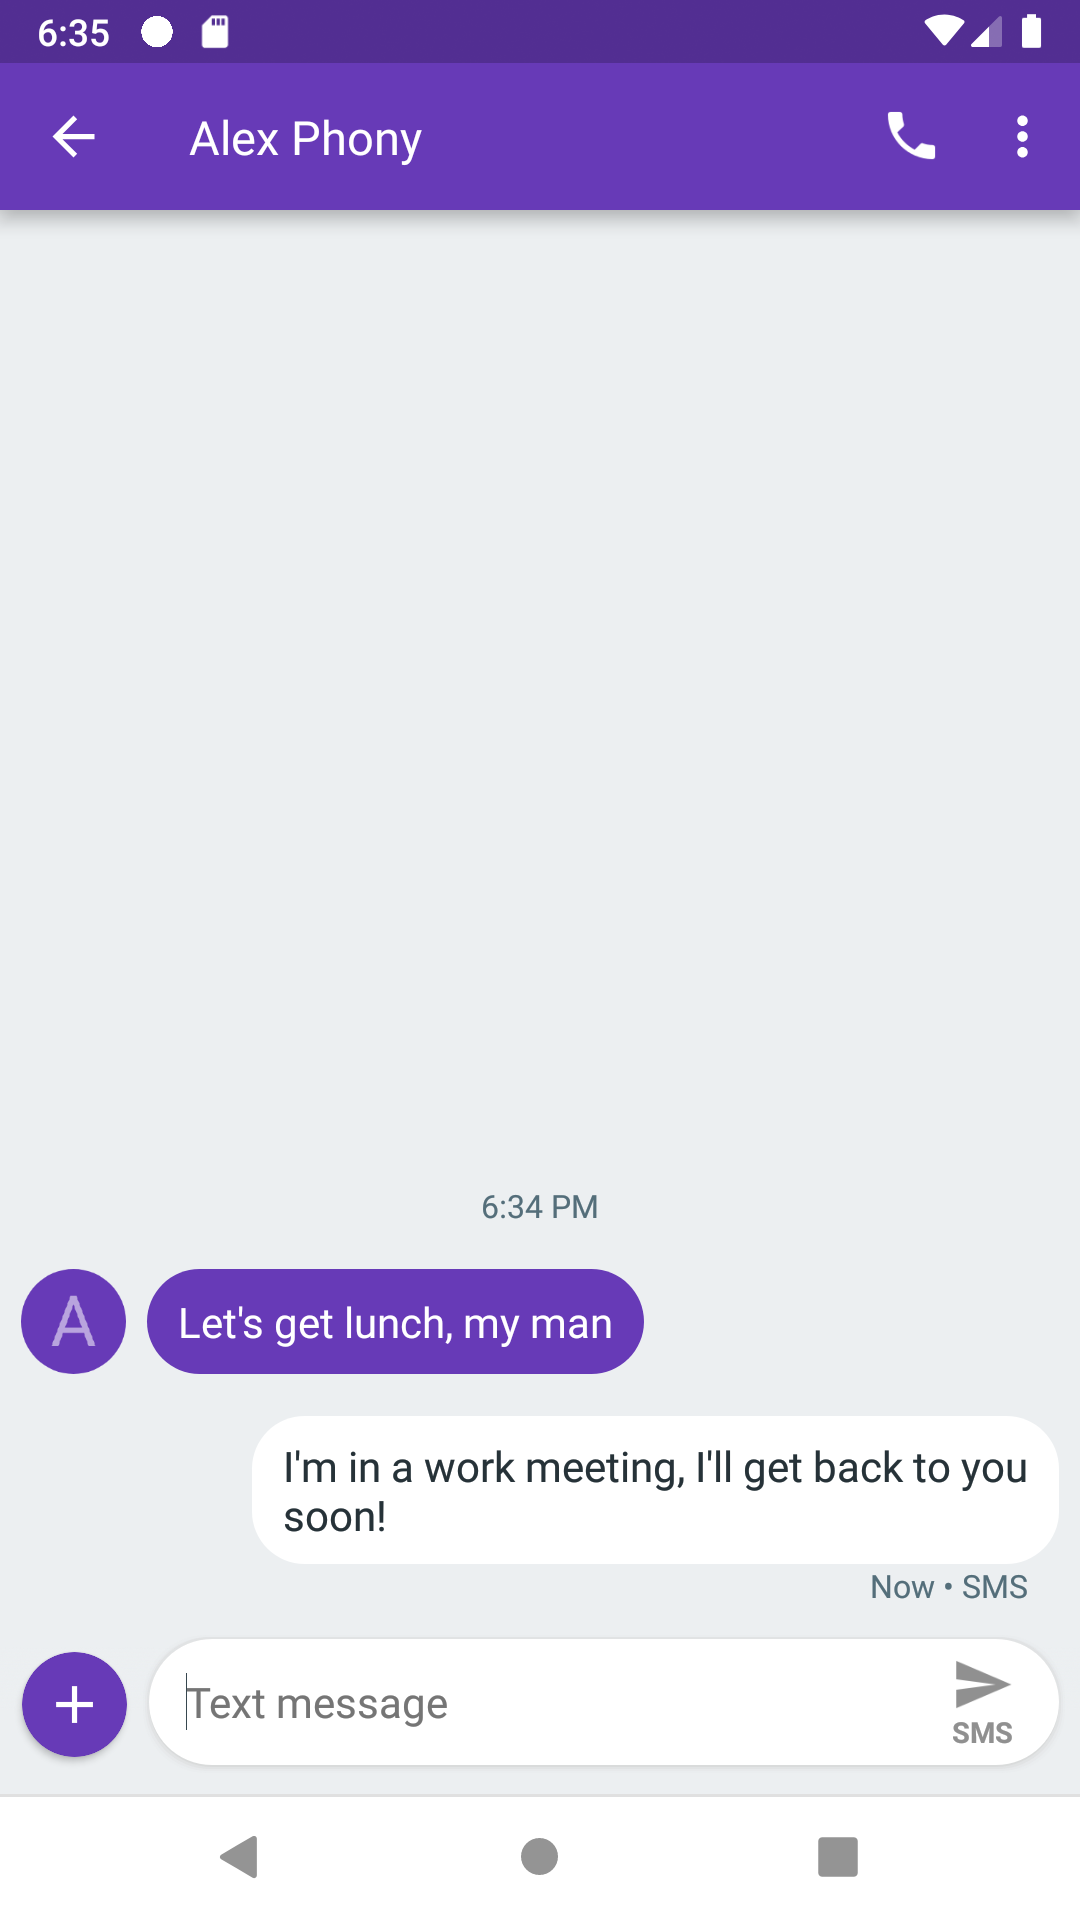 6:35
Alex Phony
6:34 PM
A
Let's get lunch, my man
I'm in a work meeting, I'll get back to you
soon!
Now • SMS
Text message
SMS